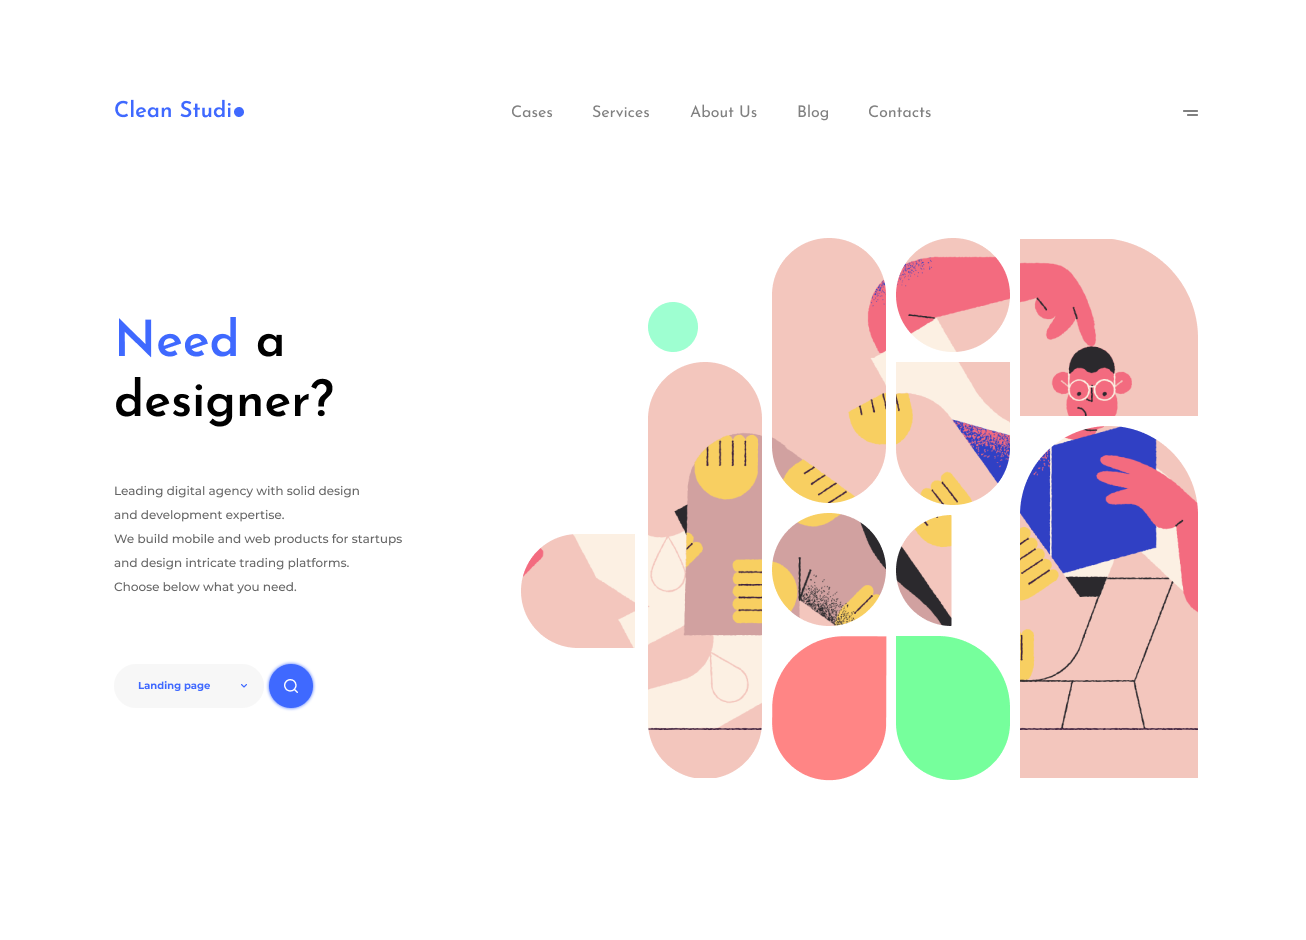 Clean Studio
Cases Services About Us Blog Contacts
Need a
designer?
Leading digital agency with solid design
and development expertise.
We build mobile and web products for startups
and design intricate trading platforms.
Choose below what you need.
Landing page